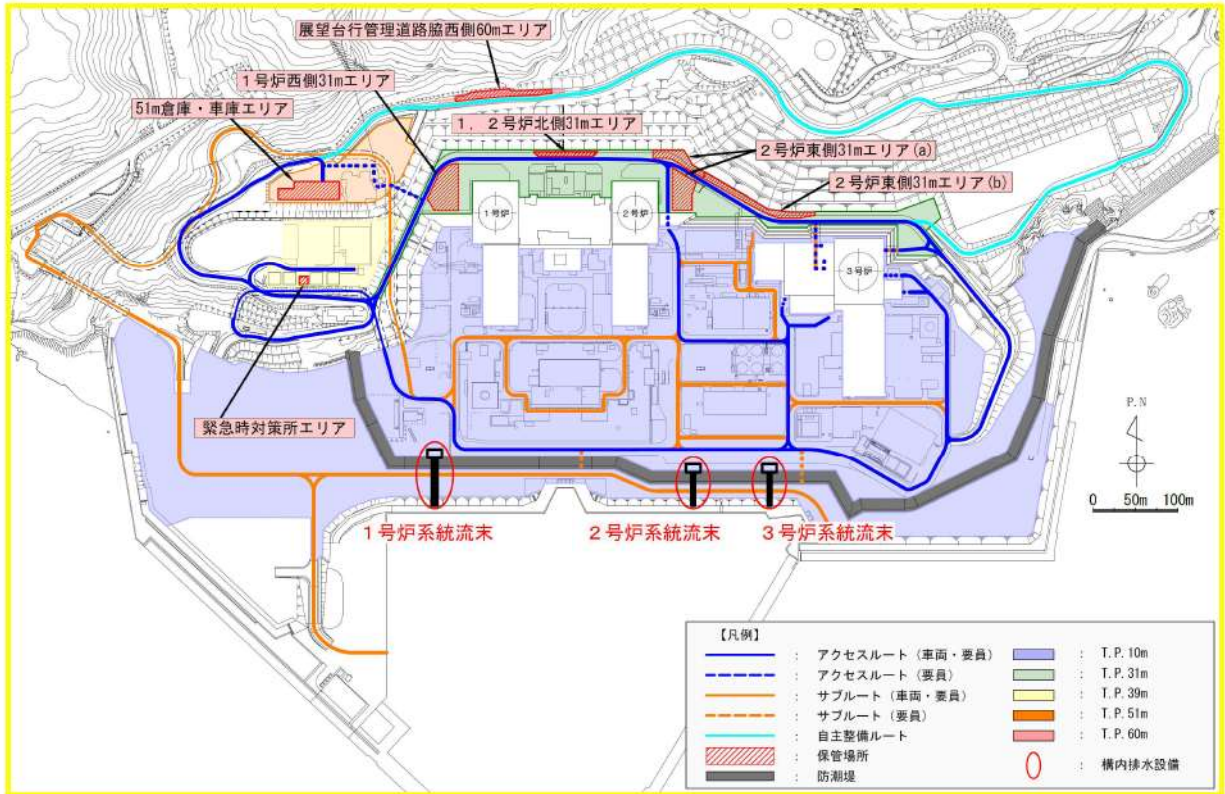 展望台行管理道路脇西側60mエリア
1号炉西側31mエリア
51m倉庫・車庫エリア
1，2号炉北側31mエリア
2号炉東側31mエリア(a)
2号炉東側31mエリア(b)
1号炉
2号炉
3号炉
緊急時対策所エリア
P.N
0 50m 100m
1号炉系統流末
2号炉系統流末
3号炉系統流末
【凡例】
： アクセスルート（車両・要員） ： T.P.10m
： アクセスルート（要員） ： T.P.31m
： サブルート（車両・要員） ： T.P.39m
： サブルート（要員） ： T.P.51m
： 自主整備ルート ： T.P.60m
： 保管場所 ： 構内排水設備
： 防潮堤